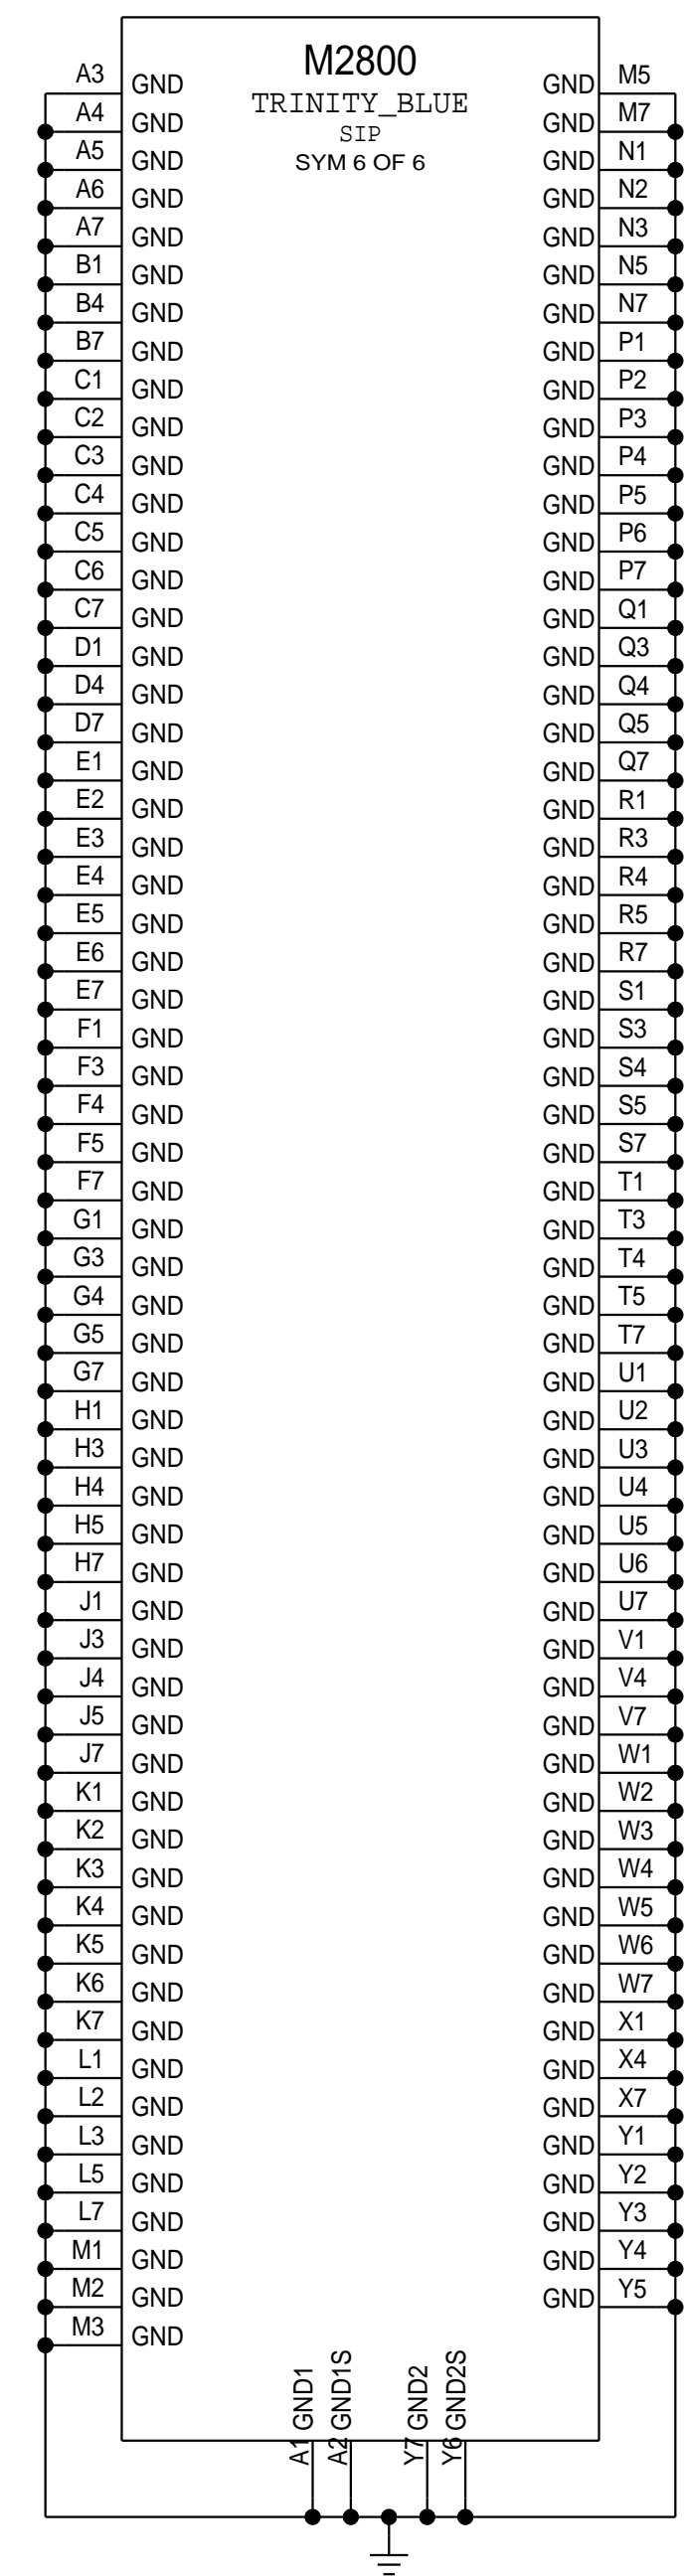 M2800
TRINITY_BLUE
SIP
SYM 6 OF 6
A3 GND GND M5
A4 GND GND M7
A5 GND GND N1
A6 GND GND N2
A7 GND GND N3
B1 GND GND N5
B4 GND GND N7
B7 GND GND P1
C1 GND GND P2
C2 GND GND P3
C3 GND GND P4
C4 GND GND P5
C5 GND GND P6
C6 GND GND P7
C7 GND GND Q1
D1 GND GND Q3
D4 GND GND Q4
D7 GND GND Q5
E1 GND GND Q7
E2 GND GND R1
E3 GND GND R3
E4 GND GND R4
E5 GND GND R5
E6 GND GND R7
E7 GND GND S1
F1 GND GND S3
F3 GND GND S4
F4 GND GND S5
F5 GND GND S7
F7 GND GND T1
G1 GND GND T3
G3 GND GND T4
G4 GND GND T5
G5 GND GND T7
G7 GND GND U1
H1 GND GND U2
H3 GND GND U3
H4 GND GND U4
H5 GND GND U5
H7 GND GND U6
J1 GND GND U7
J3 GND GND V1
J4 GND GND V4
J5 GND GND V7
J7 GND GND W1
K1 GND GND W2
K2 GND GND W3
K3 GND GND W4
K4 GND GND W5
K5 GND GND W6
K6 GND GND W7
K7 GND GND X1
L1 GND GND X4
L2 GND GND X7
L3 GND GND Y1
L5 GND GND Y2
L7 GND GND Y3
M1 GND GND Y4
M2 GND GND Y5
M3 GND
A1 GND1
A2 GND1S
Y7 GND2
Y6 GND2S